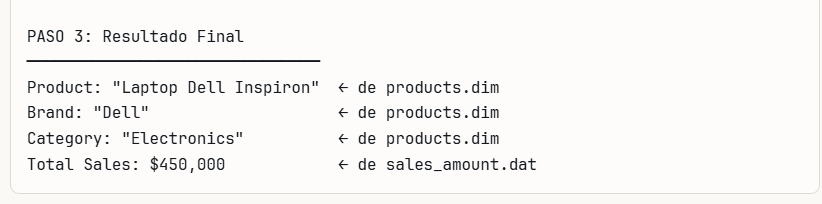 PASO 3: Resultado Final
Product: "Laptop Dell Inspiron" ← de products.dim
Brand: "Dell" ← de products.dim
Category: "Electronics" ← de products.dim
Total Sales: $450,000 ← de sales_amount.dat